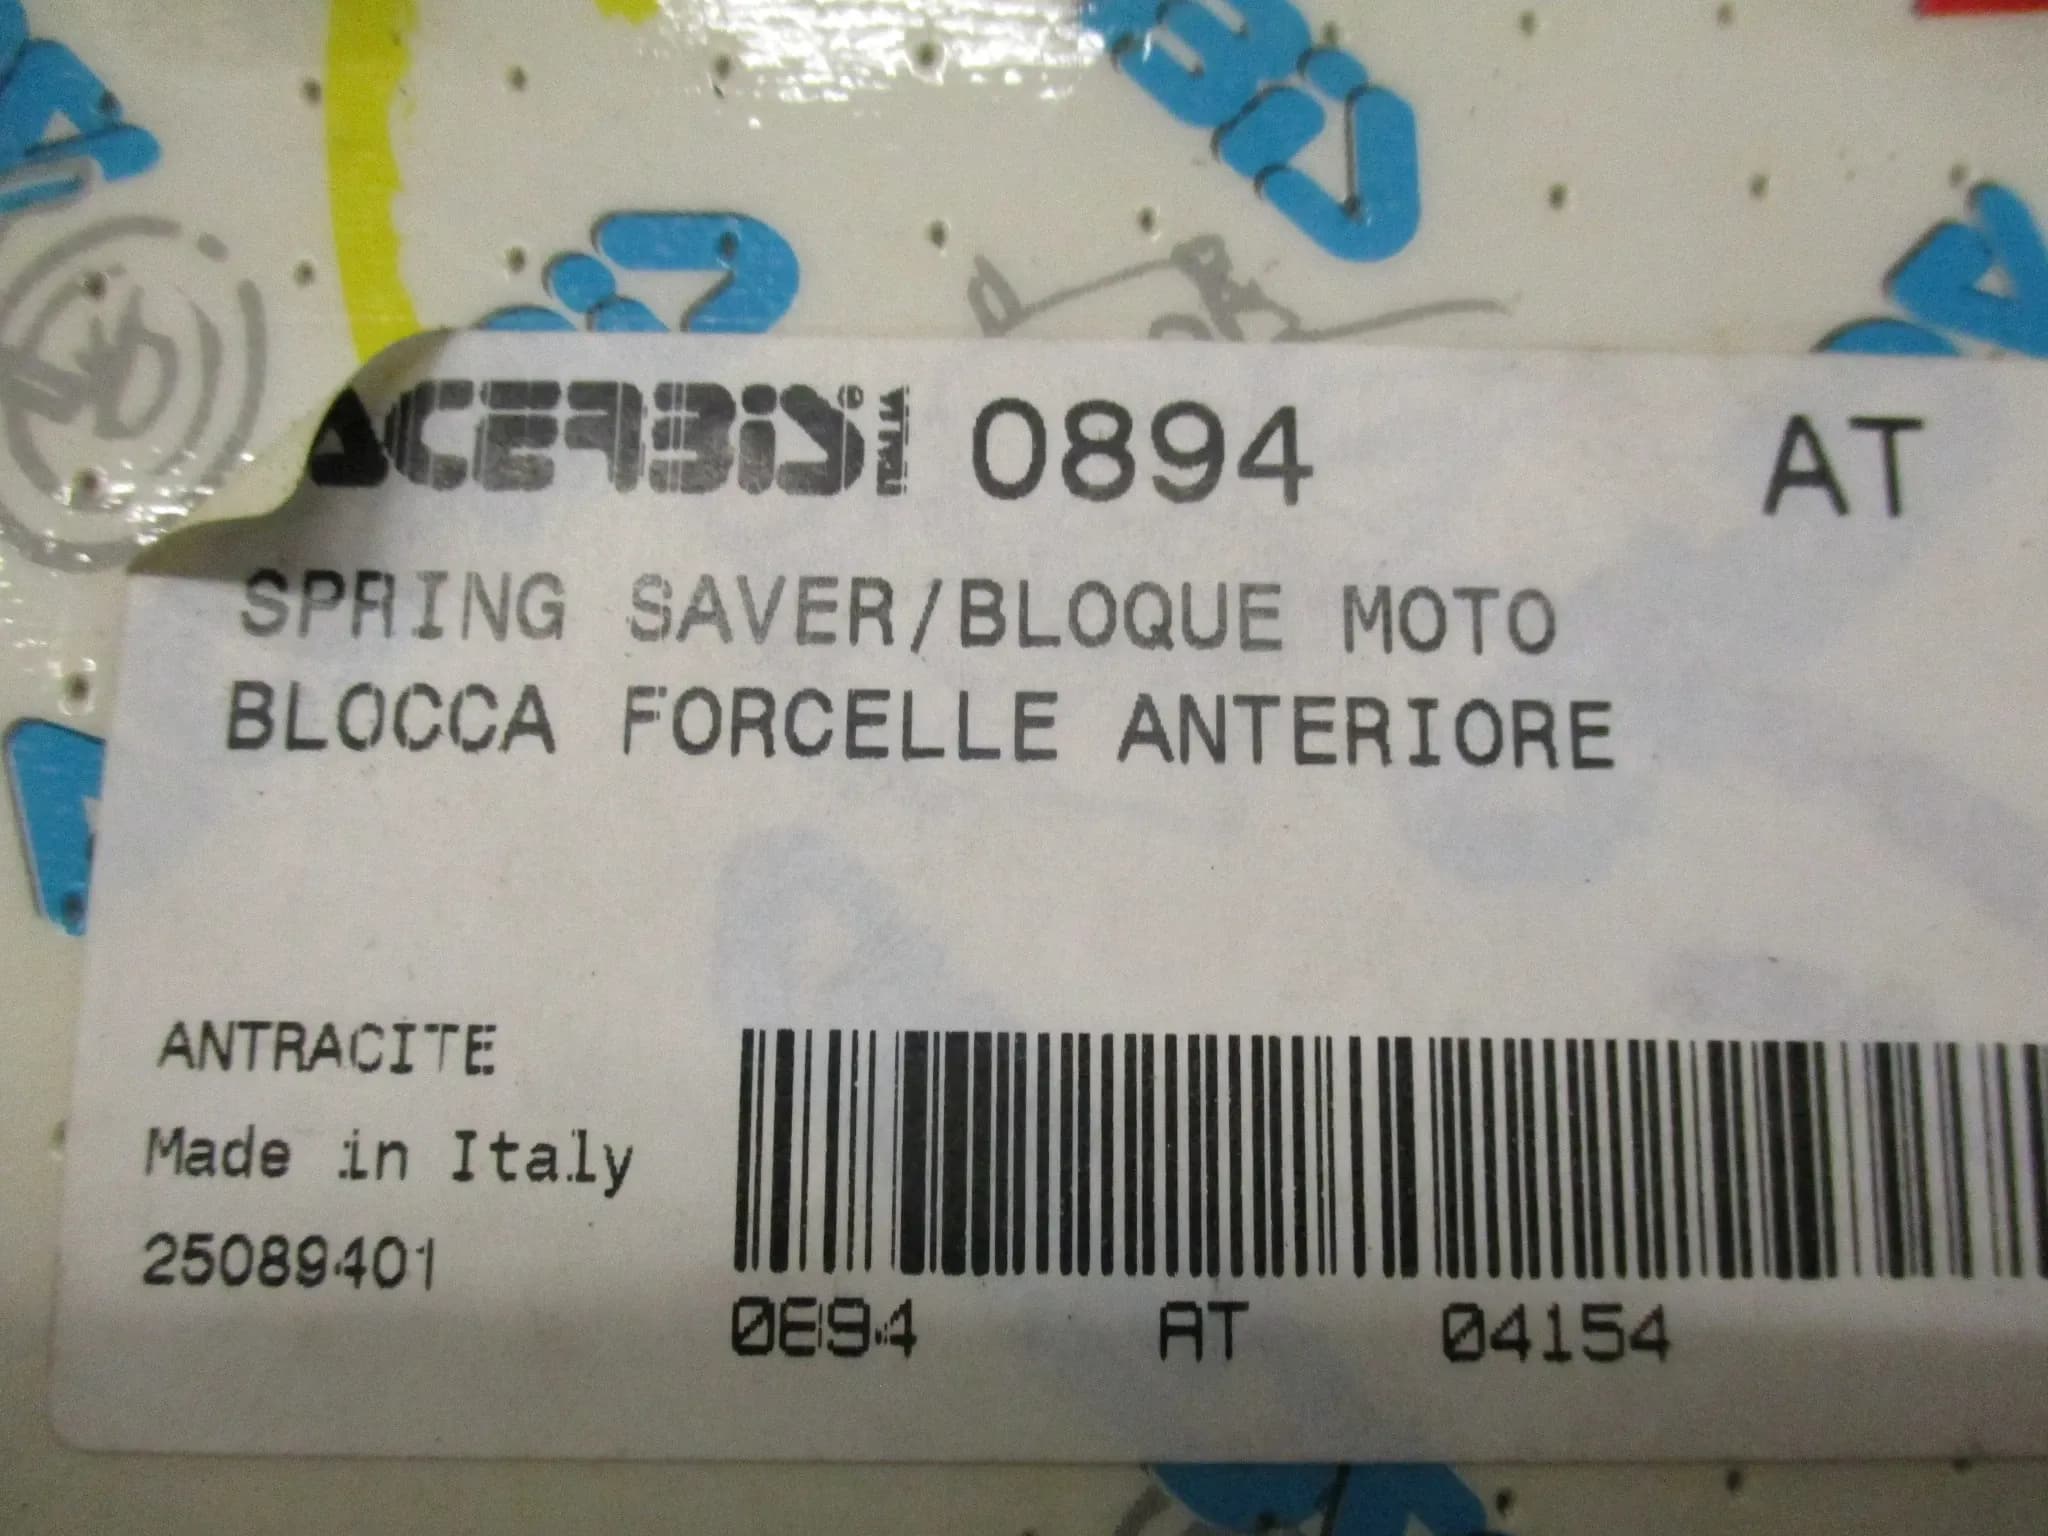 ACERBIS® 0894 AT
SPRING SAVER/BLOQUE MOTO
BLOCCA FORCELLE ANTERIORE
ANTRACITE
Made in Italy
25089401
0894 AT 04154